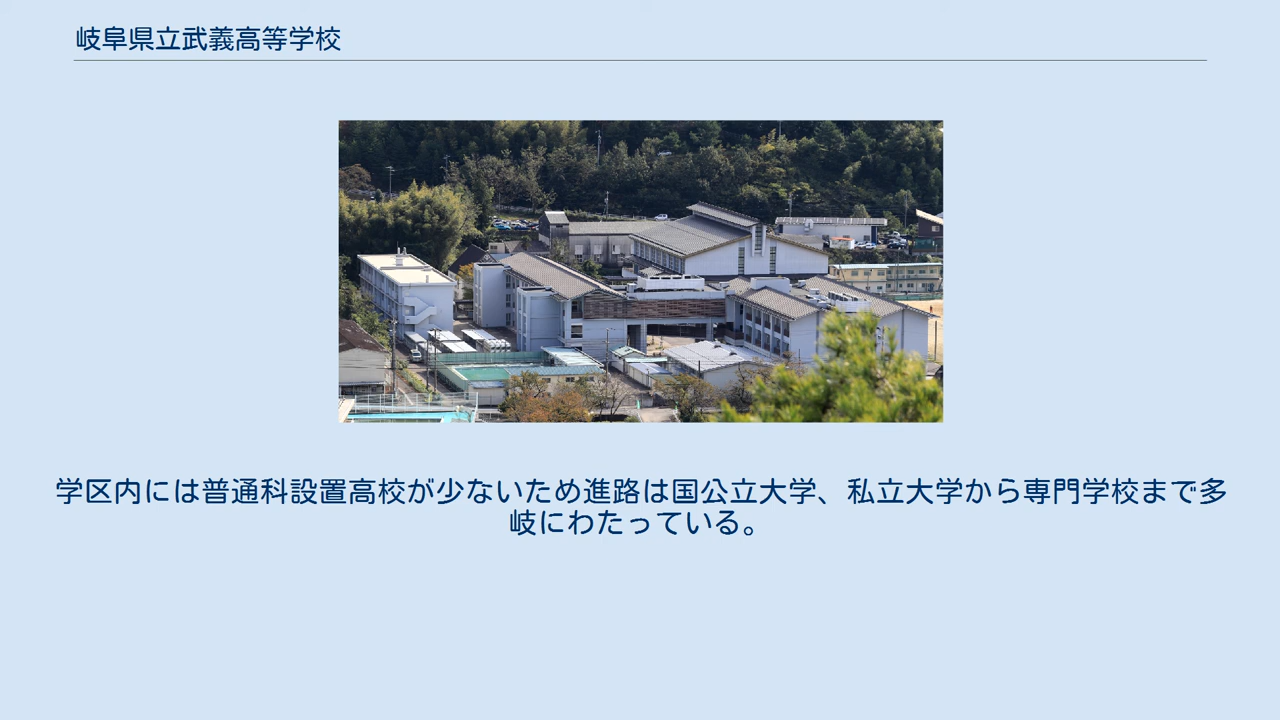 岐阜県立武義高等学校
学区内には普通科設置高校が少ないため進路は国公立大学、私立大学から専門学校まで多
岐にわたっている。